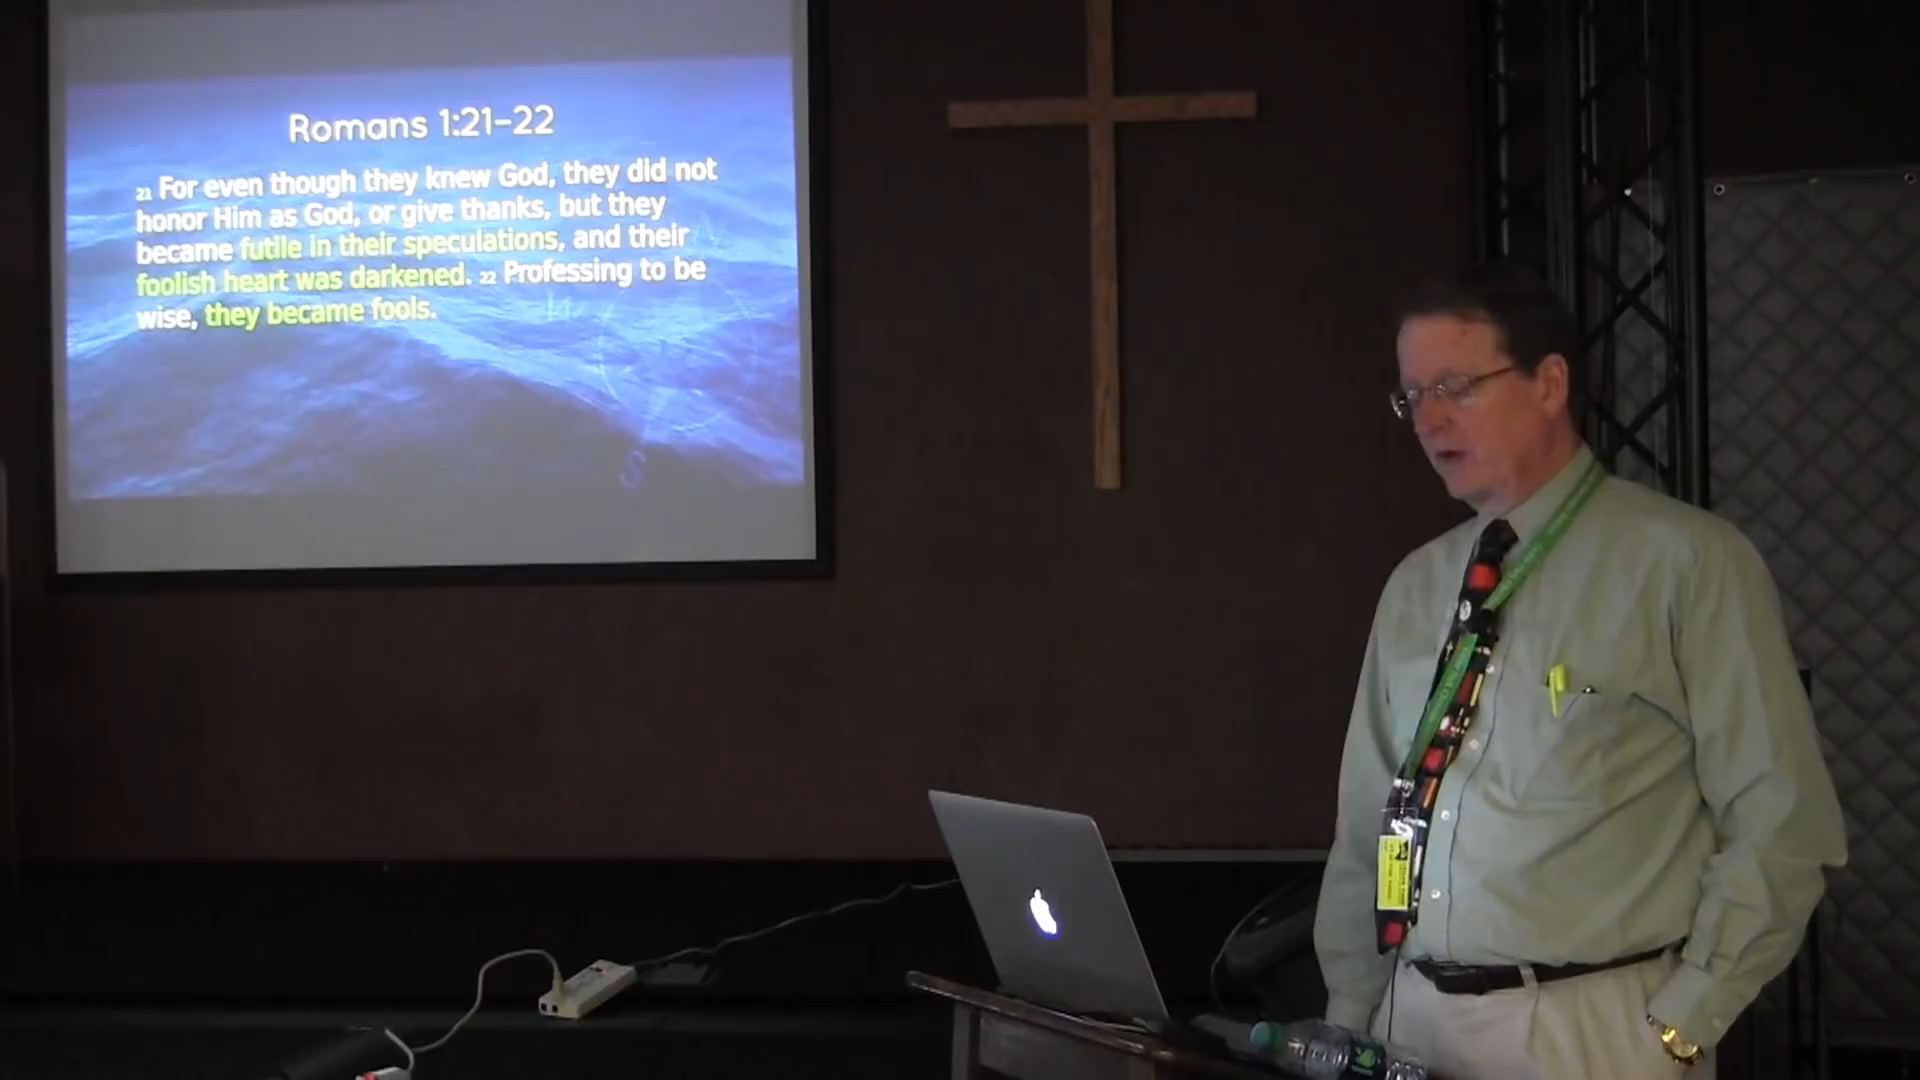 Romans 1:21-22
21 For even though they knew God, they did not
honor Him as God, or give thanks, but they
became futile in their speculations, and their
foolish heart was darkened. 22 Professing to be
wise, they became fools.
S